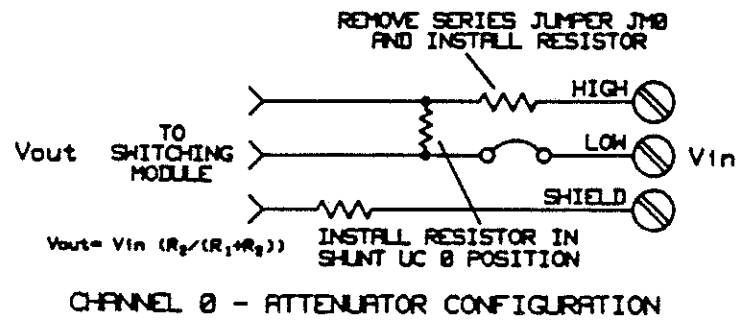 REMOVE SERIES JUMPER JM0
AND INSTALL RESISTOR
HIGH
Vout
TO
SWITCHING
MODULE
LOW
Vin
SHIELD
Vout= Vin (R₂/(R₁+R₂))
INSTALL RESISTOR IN
SHUNT UC 0 POSITION
CHANNEL 0 - ATTENUATOR CONFIGURATION